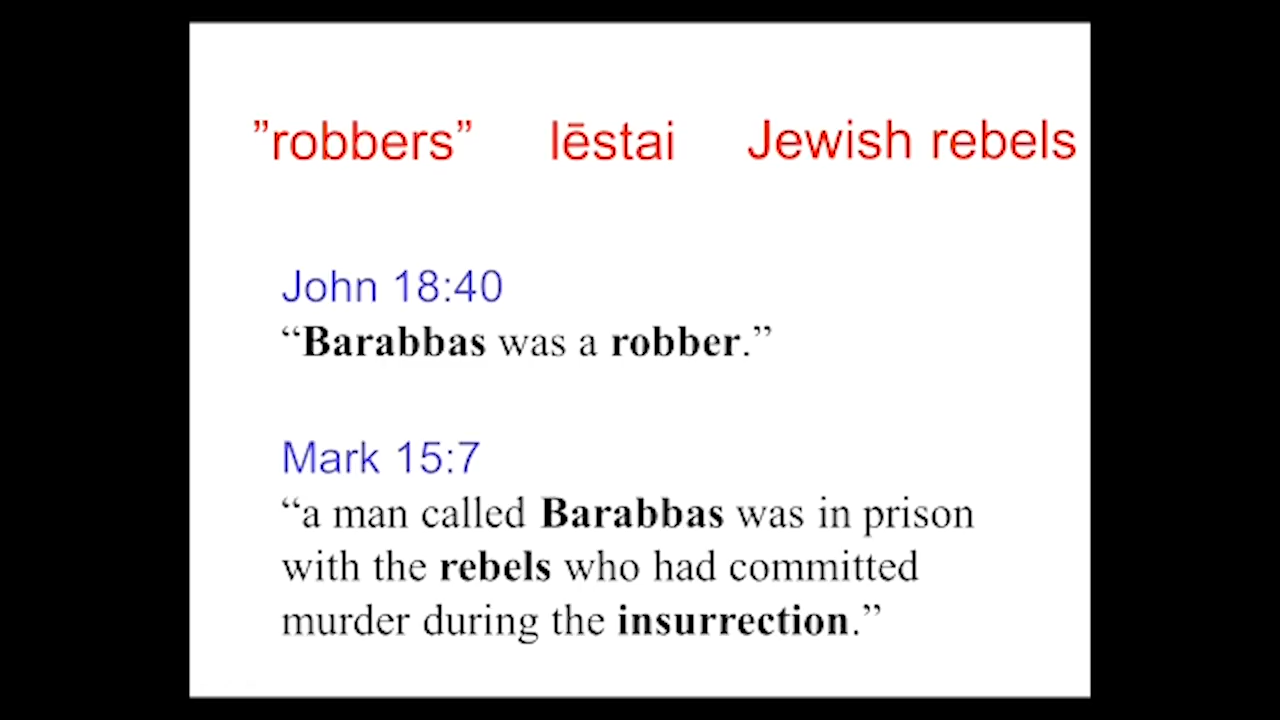 ”robbers” lēstai Jewish rebels
John 18:40
“Barabbas was a robber.”
Mark 15:7
“a man called Barabbas was in prison
with the rebels who had committed
murder during the insurrection.”